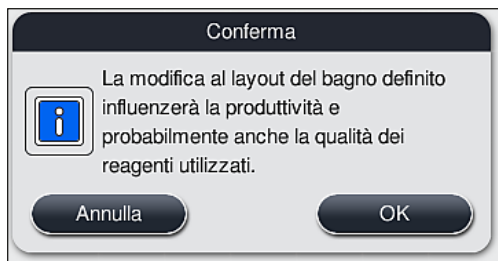 Conferma
La modifica al layout del bagno definito
influenzerà la produttività e
probabilmente anche la qualità dei
reagenti utilizzati.
Annulla
OK